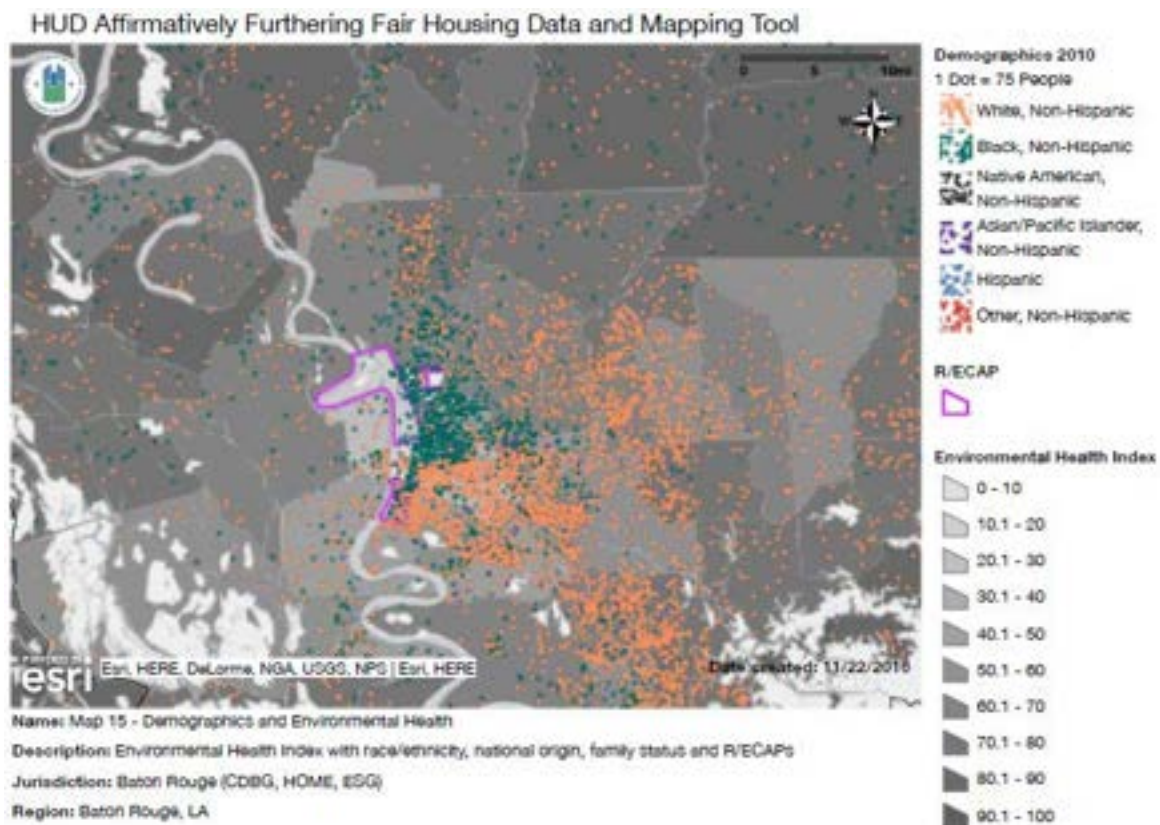 HUD Affirmatively Furthering Fair Housing Data and Mapping Tool
0 5 10mi
N
Demographics 2010
1 Dot = 75 People
White, Non-Hispanic
Black, Non-Hispanic
Native American,
Non-Hispanic
Asian/Pacific Islander,
Non-Hispanic
Hispanic
Other, Non-Hispanic
R/ECAP
Environmental Health Index
0 - 10
10.1 - 20
20.1 - 30
30.1 - 40
40.1 - 50
50.1 - 60
60.1 - 70
70.1 - 80
80.1 - 90
90.1 - 100
esri
Esri, HERE, DeLorme, NGA, USGS, NPS | Esri, HERE
Date created: 11/22/2016
Name: Map 15 - Demographics and Environmental Health
Description: Environmental Health Index with race/ethnicity, national origin, family status and R/ECAPs
Jurisdiction: Baton Rouge (CDBG, HOME, ESG)
Region: Baton Rouge, LA